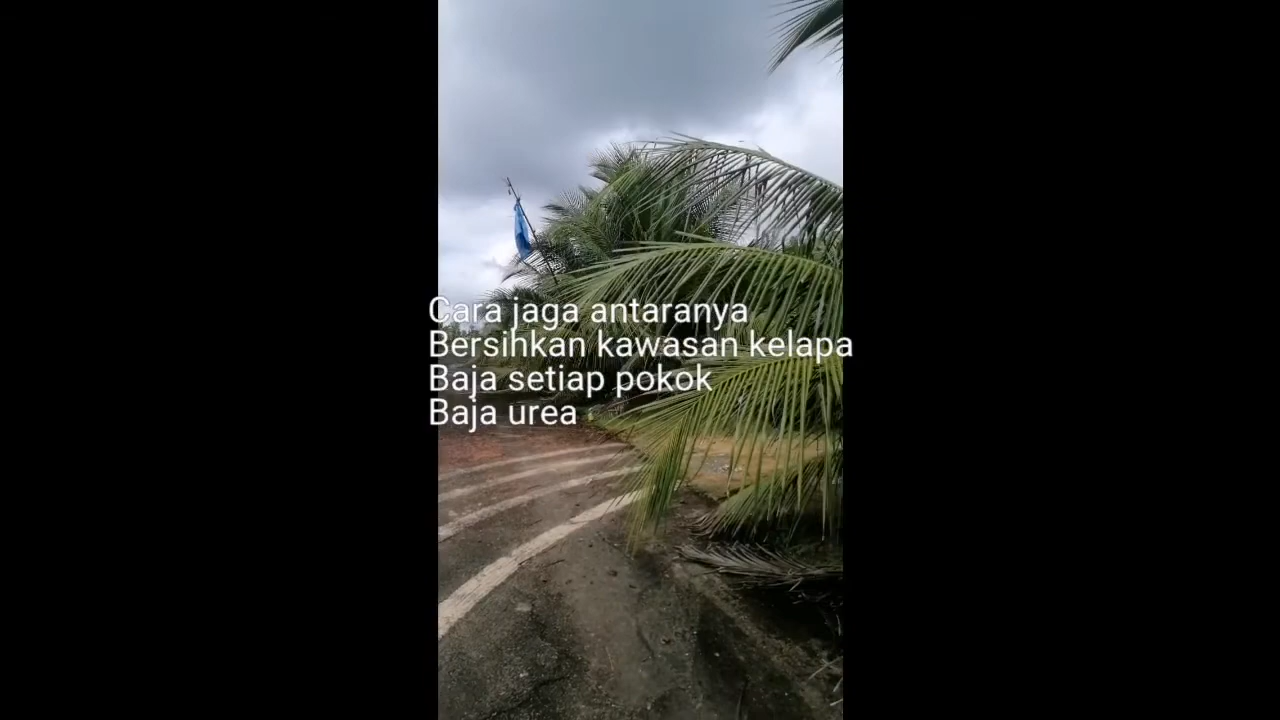 Cara jaga antaranya
Bersihkan kawasan kelapa
Baja setiap pokok
Baja urea